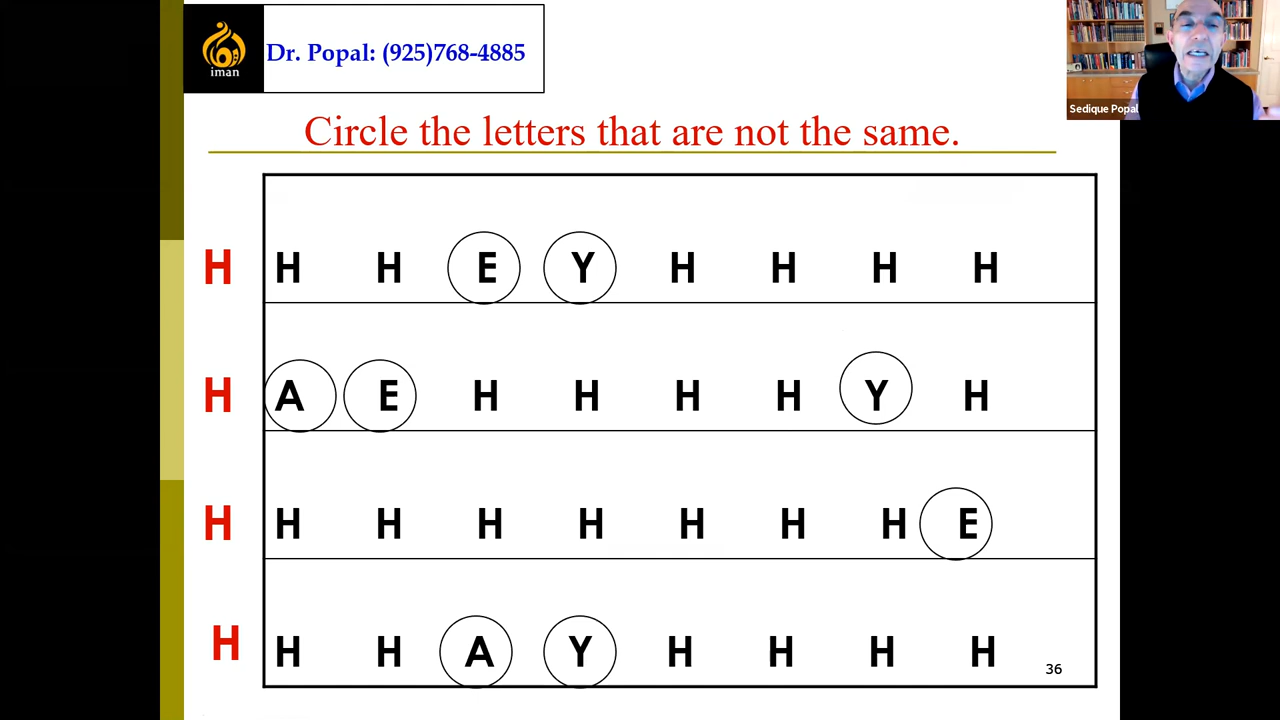 iman
Dr. Popal: (925)768-4885
Sedique Popal
Circle the letters that are not the same.
H H H E Y H H H H
H A E H H H H Y H
H H H H H H H H E
H H H A Y H H H H
36